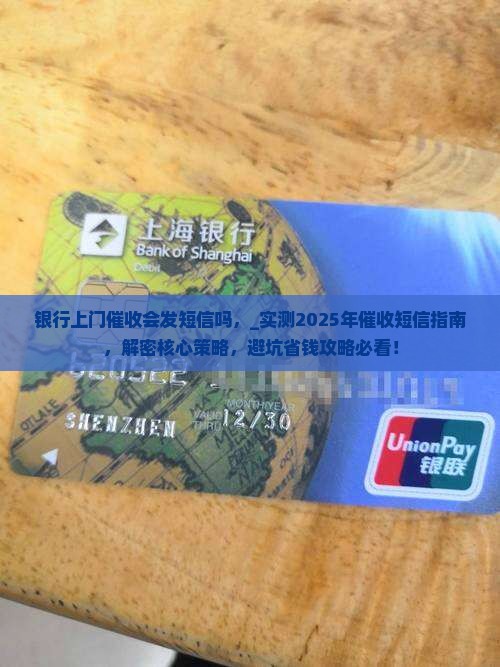 上海银行
Bank of Shanghai
Debit
银行上门催收会发短信吗，_实测2025年催收短信指南
，解密核心策略，避坑省钱攻略必看！
MONTH/YEAR
VALID
THRU
12/30
SHENZHEN
UnionPay
银联